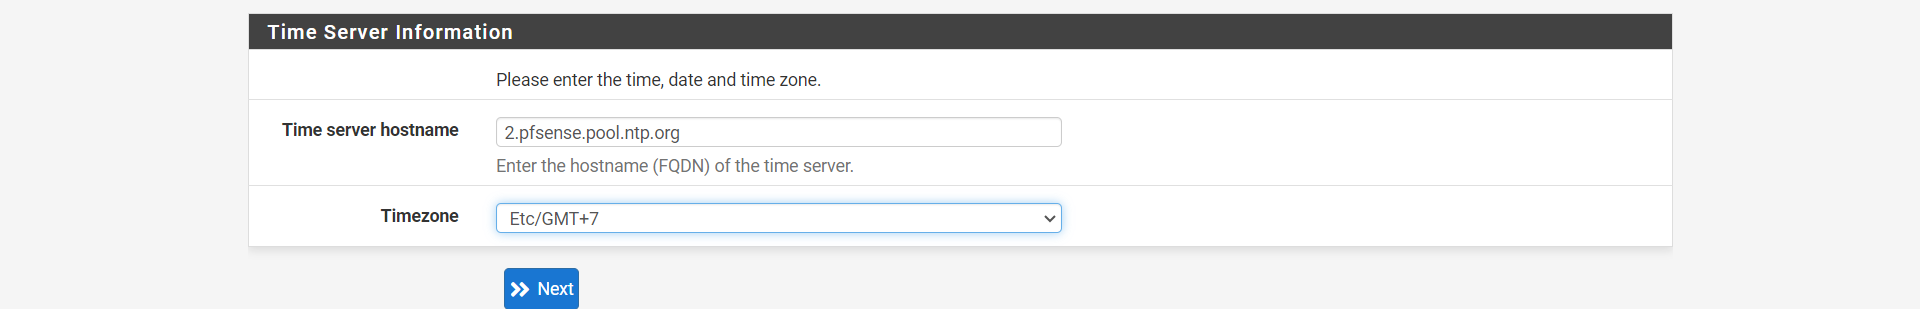 Time Server Information
Please enter the time, date and time zone.
Time server hostname
2.pfsense.pool.ntp.org
Enter the hostname (FQDN) of the time server.
Timezone
Etc/GMT+7
Next